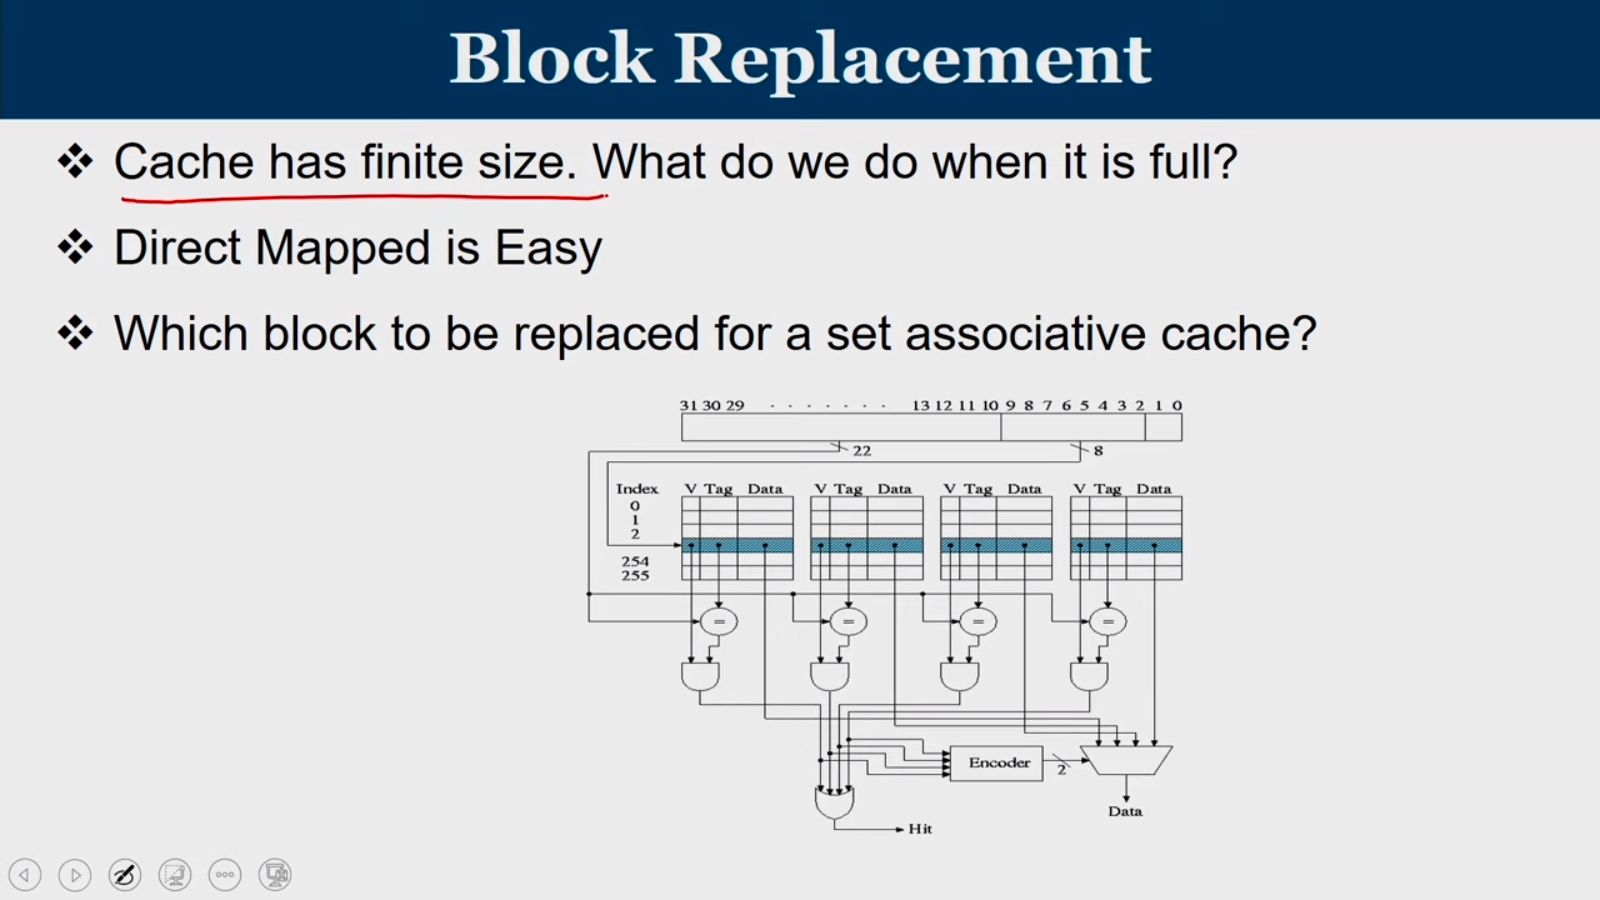 Block Replacement
❖ Cache has finite size. What do we do when it is full?
❖ Direct Mapped is Easy
❖ Which block to be replaced for a set associative cache?
31 30 29 . . . . . . . 13 12 11 10 9 8 7 6 5 4 3 2 1 0
22 8
Index V Tag Data V Tag Data V Tag Data V Tag Data
0
1
2
254
255
= = = =
Encoder 2
Data
Hit